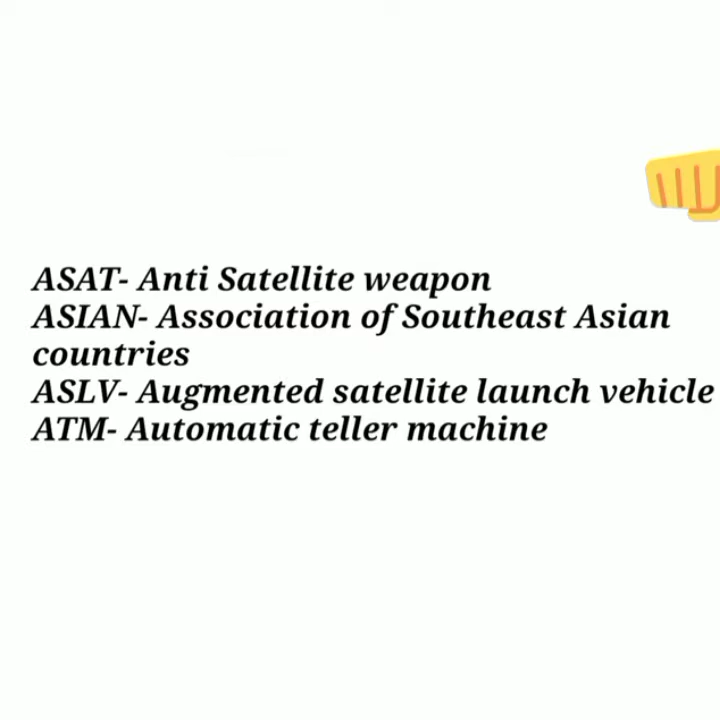 ASAT- Anti Satellite weapon
ASIAN- Association of Southeast Asian
countries
ASLV- Augmented satellite launch vehicle
ATM- Automatic teller machine